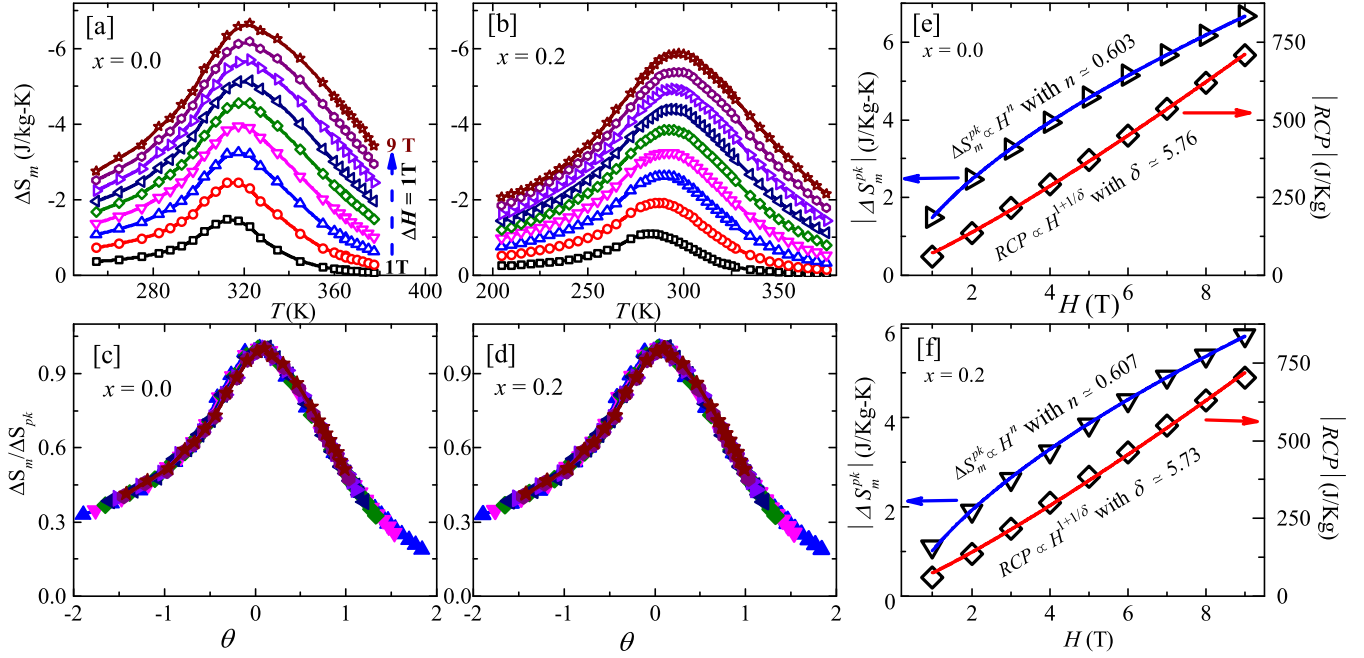 [a]
x = 0.0
ΔS_m (J/kg-K)
-6
-4
-2
0
280
320
360
400
T (K)
9 T
ΔH = 1T
1T
[b]
x = 0.2
-6
-4
-2
0
200
250
300
350
T (K)
[e]
x = 0.0
|ΔS_m^pk| (J/Kg-K)
6
4
2
0
ΔS_m^pk ∝ H^n with n ≃ 0.603
RCP ∝ H^1+1/δ with δ ≃ 5.76
750
500
250
0
|RCP| (J/Kg)
2
4
6
8
H (T)
[c]
x = 0.0
ΔS_m/ΔS_pk
0.9
0.6
0.3
0.0
-2
-1
0
1
2
θ
[d]
x = 0.2
0.9
0.6
0.3
0.0
-2
-1
0
1
2
θ
[f]
x = 0.2
|ΔS_m^pk| (J/Kg-K)
6
4
2
0
ΔS_m^pk ∝ H^n with n ≃ 0.607
RCP ∝ H^1+1/δ with δ ≃ 5.73
750
500
250
0
|RCP| (J/Kg)
2
4
6
8
H (T)